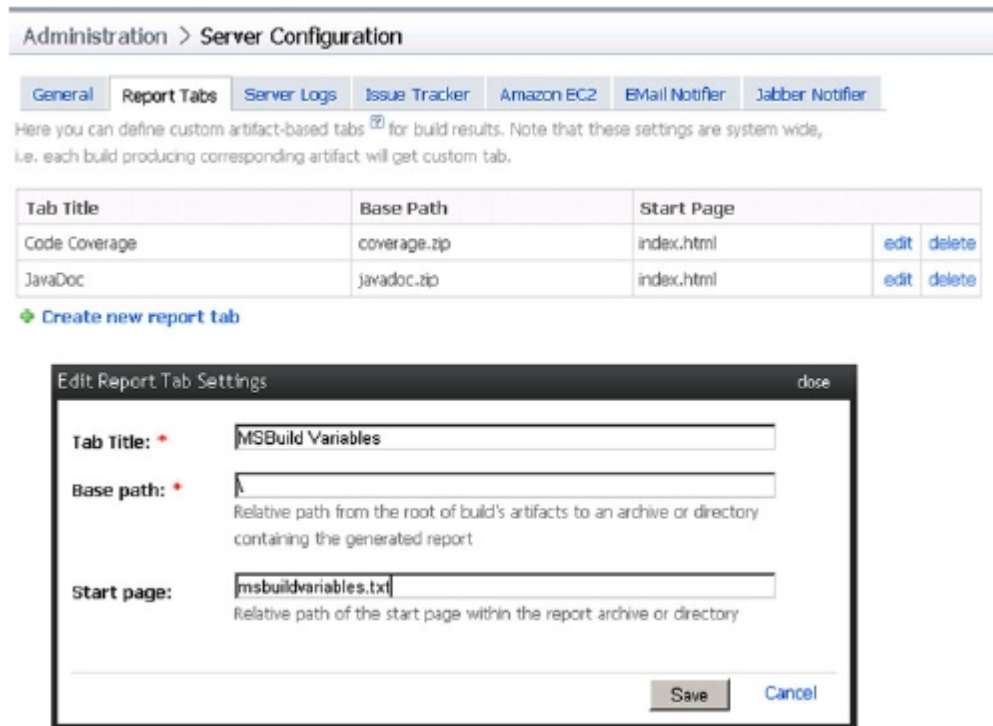 Administration > Server Configuration
General Report Tabs Server Logs Issue Tracker Amazon EC2 EMail Notifier Jabber Notifier
Here you can define custom artifact-based tabs [?] for build results. Note that these settings are system wide,
i.e. each build producing corresponding artifact will get custom tab.
Tab Title Base Path Start Page
Code Coverage coverage.zip index.html edit delete
JavaDoc javadoc.zip index.html edit delete
Create new report tab
Edit Report Tab Settings close
Tab Title: * MSBuild Variables
Base path: * \
Relative path from the root of build's artifacts to an archive or directory
containing the generated report
Start page: msbuildvariables.txt
Relative path of the start page within the report archive or directory
Save Cancel